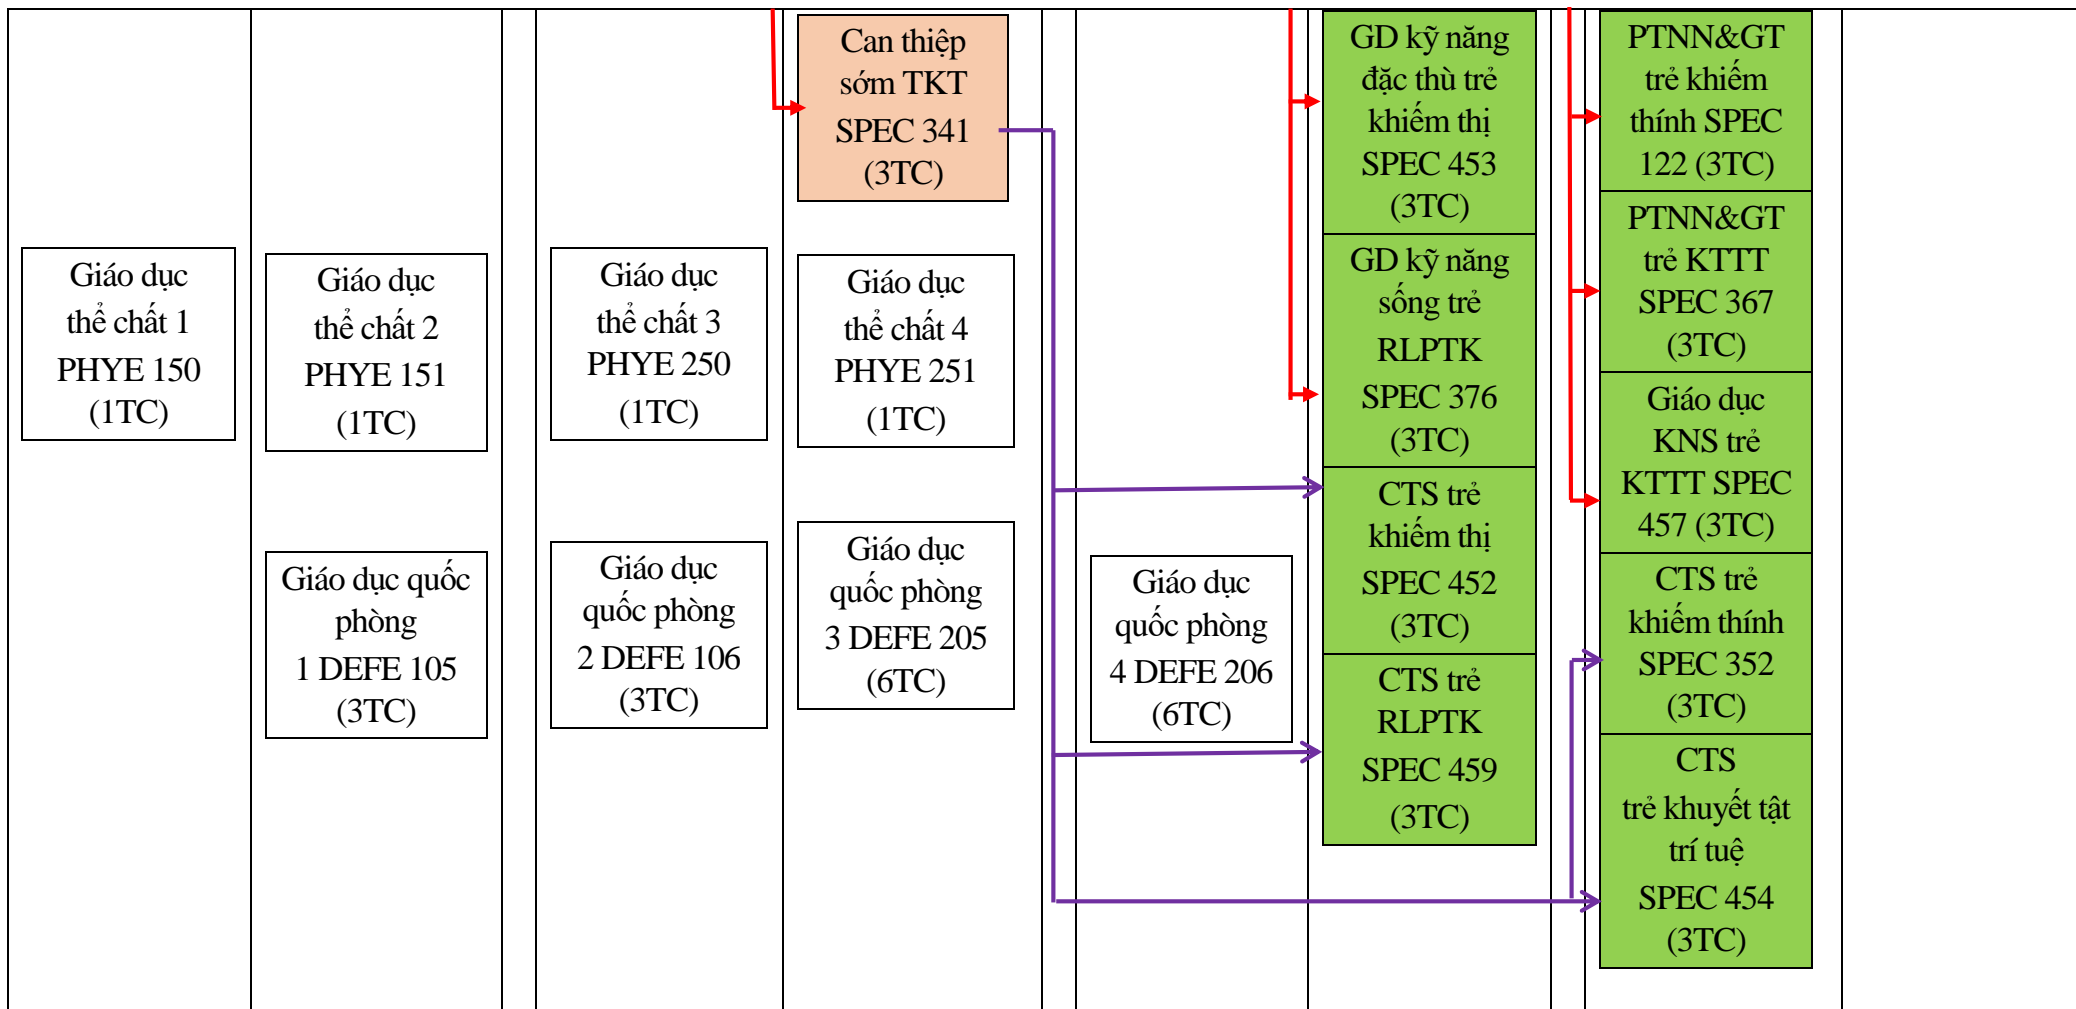 Can thiệp
sớm TKT
SPEC 341
(3TC)
GD kỹ năng
đặc thù trẻ
khiếm thị
SPEC 453
(3TC)
PTNN&GT
trẻ khiếm
thính SPEC
122 (3TC)
Giáo dục
thể chất 1
PHYE 150
(1TC)
Giáo dục
thể chất 2
PHYE 151
(1TC)
Giáo dục
thể chất 3
PHYE 250
(1TC)
Giáo dục
thể chất 4
PHYE 251
(1TC)
GD kỹ năng
sống trẻ
RLPTK
SPEC 376
(3TC)
PTNN&GT
trẻ KTTT
SPEC 367
(3TC)
Giáo dục
KNS trẻ
KTTT SPEC
457 (3TC)
Giáo dục quốc
phòng
1 DEFE 105
(3TC)
Giáo dục
quốc phòng
2 DEFE 106
(3TC)
Giáo dục
quốc phòng
3 DEFE 205
(6TC)
Giáo dục
quốc phòng
4 DEFE 206
(6TC)
CTS trẻ
khiếm thị
SPEC 452
(3TC)
CTS trẻ
RLPTK
SPEC 459
(3TC)
CTS trẻ
khiếm thính
SPEC 352
(3TC)
CTS
trẻ khuyết tật
trí tuệ
SPEC 454
(3TC)